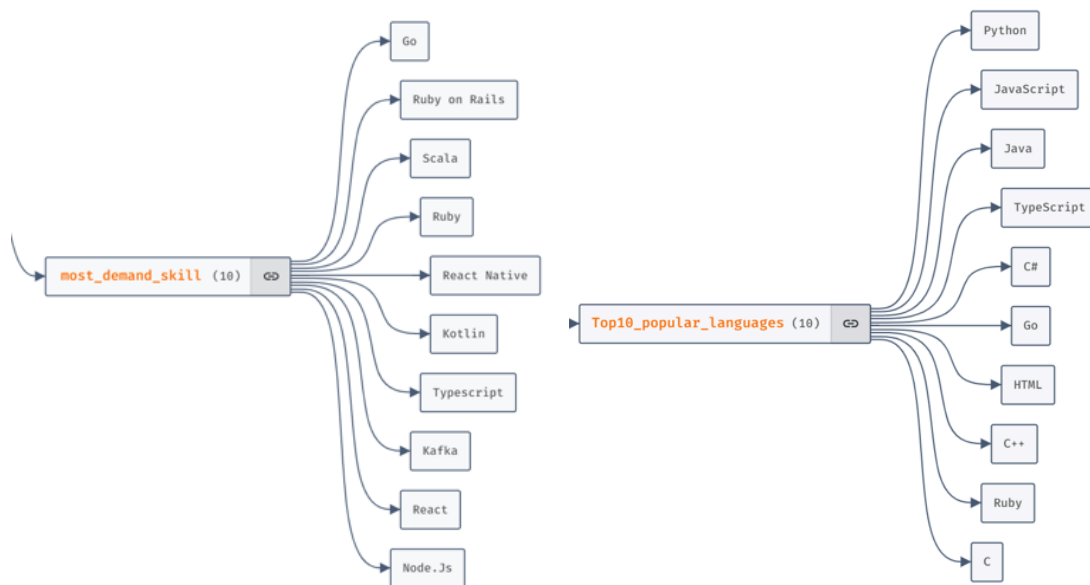 Go
Ruby on Rails
Scala
Ruby
most_demand_skill (10)
React Native
Kotlin
Typescript
Kafka
React
Node.Js
Python
JavaScript
Java
TypeScript
C#
Top10_popular_languages (10)
Go
HTML
C++
Ruby
C